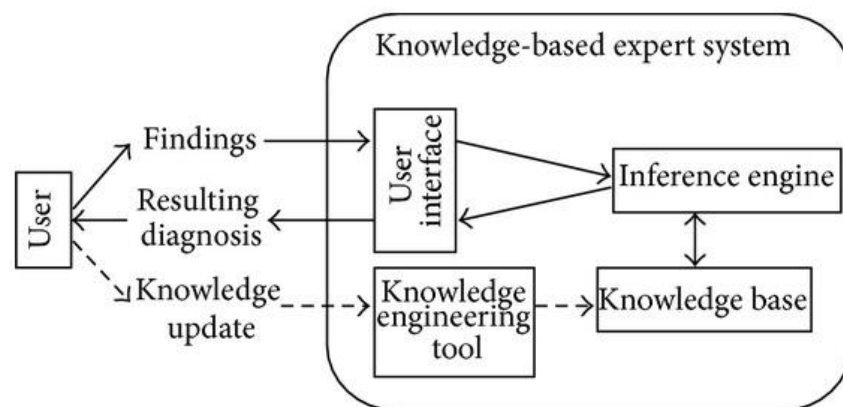 Knowledge-based expert system
Findings
User
interface
Inference engine
User
Resulting
diagnosis
Knowledge
update
Knowledge
engineering
tool
Knowledge base